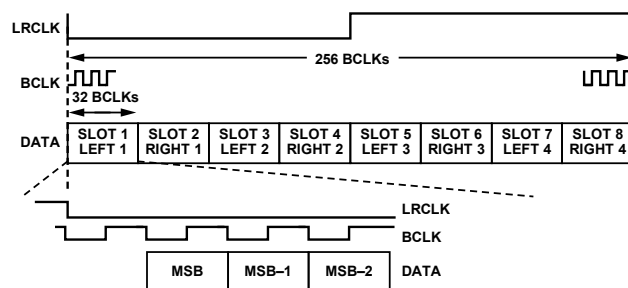 LRCLK
256 BCLKs
BCLK
32 BCLKs
DATA
SLOT 1 SLOT 2 SLOT 3 SLOT 4 SLOT 5 SLOT 6 SLOT 7 SLOT 8
LEFT 1 RIGHT 1 LEFT 2 RIGHT 2 LEFT 3 RIGHT 3 LEFT 4 RIGHT 4
LRCLK
BCLK
MSB MSB–1 MSB–2 DATA